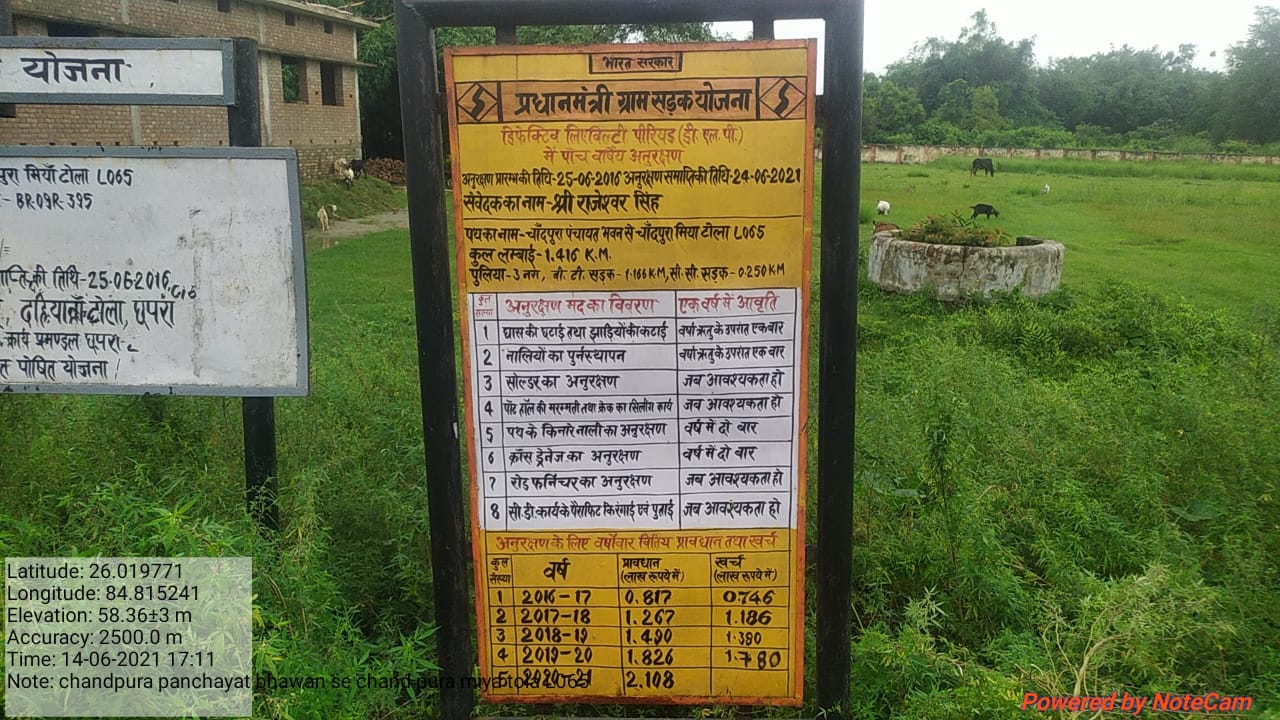 योजना
पुरा मियाँ टोला L065
- BR09R-395
प्ति की तिथि-25-06-2016,
, दहियावाँ टोला, छपरा
कार्य प्रमण्डल छपरा-
त पोषित योजना /
भारत सरकार
प्रधानमंत्री ग्राम सड़क योजना
डिफेक्टिव लिएविल्टी पीरियड (डी. एल.पी.)
में पांच वर्षीय अनुरक्षण
अनुरक्षण प्रारम्भ की तिथि-25-06-2016 अनुरक्षण समाप्ति की तिथि-24-06-2021
संवेदक का नाम-श्री राजेश्वर सिंह
पथ का नाम-चाँदपुरा पंचायत भवन से चाँदपुरा मिया टोला L065
कुल लम्बाई-1.416 K.M.
पुलिया-3 नग, बी. टी. सड़क-1.166 K.M, सी.सी. सड़क-0.250 KM
कुल संख्या अनुरक्षण मद का विवरण एक वर्ष में आवृति
1 घास की घटाई तथा झाड़ियों की कटाई वर्षा ऋतु के उपरांत एक बार
2 नालियों का पुर्नस्थापन वर्षा ऋतु के उपरांत एक बार
3 सोल्डर का अनुरक्षण जब आवश्यकता हो
4 पॉट हॉल की मरम्मती तथा क्रेक का सिलींग कार्य जब आवश्यकता हो
5 पथ के किनारे नाली का अनुरक्षण वर्ष में दो बार
6 क्रॉस ड्रेनेज का अनुरक्षण वर्ष में दो बार
7 रोड फर्निचर का अनुरक्षण जब आवश्यकता हो
8 सी.डी. कार्य के पैराफिट कि रंगाई एवं पुताई जब आवश्यकता हो
अनुरक्षण के लिए वर्षोवार वितिय प्रावधान तथा खर्च
कुल संख्या वर्ष प्रावधान (लाख रूपये में) खर्च (लाख रूपये में)
1 2016-17 0.817 0.746
2 2017-18 1.267 1.186
3 2018-19 1.490 1.380
4 2019-20 1.826 1.780
5 2020-21 2.108
Latitude: 26.019771
Longitude: 84.815241
Elevation: 58.36±3 m
Accuracy: 2500.0 m
Time: 14-06-2021 17:11
Note: chandpura panchayat bhawan se chand pura miya tola L065
Powered by NoteCam